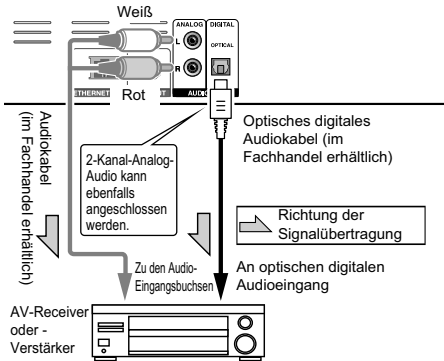 Weiß
ANALOG
DIGITAL
L
OPTICAL
R
Rot
Audiokabel
(im Fachhandel erhältlich)
2-Kanal-Analog-
Audio kann
ebenfalls
angeschlossen
werden.
Optisches digitales
Audiokabel (im
Fachhandel erhältlich)
Richtung der
Signalübertragung
Zu den Audio-
Eingangsbuchsen
An optischen digitalen
Audioeingang
AV-Receiver
oder -
Verstärker